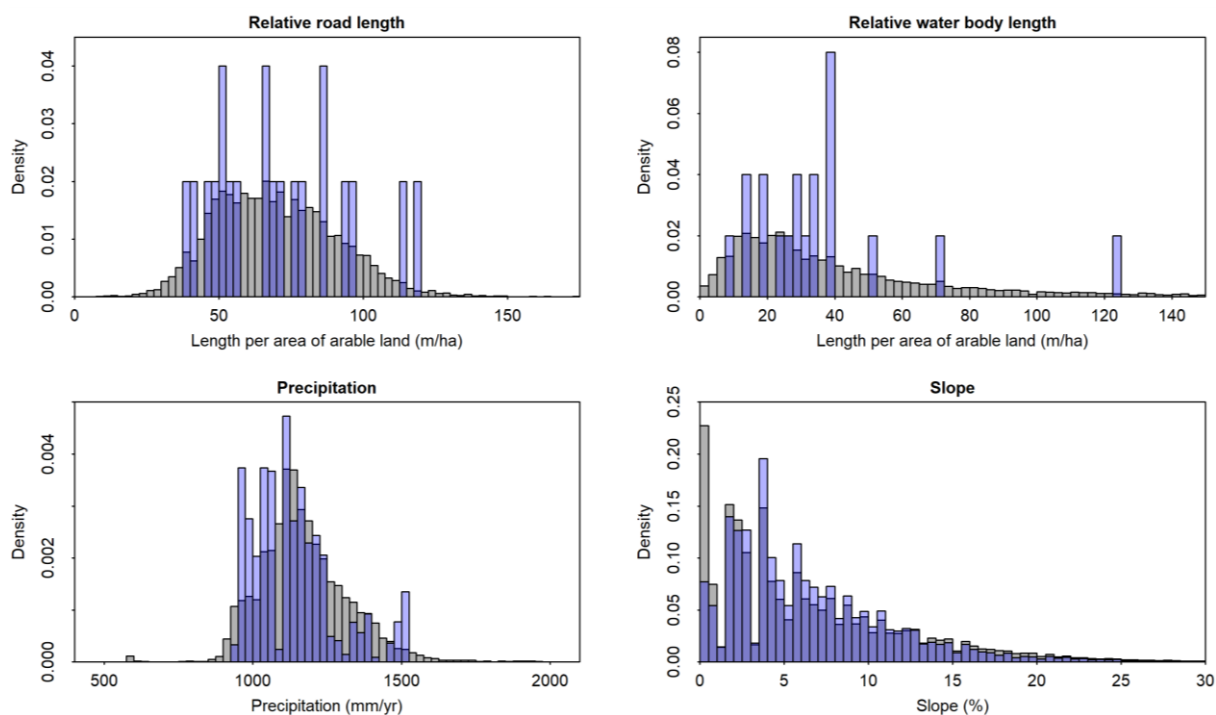 Relative road length
Density
0.00 0.01 0.02 0.03 0.04
0 50 100 150
Length per area of arable land (m/ha)
Relative water body length
Density
0.00 0.02 0.04 0.06 0.08
0 20 40 60 80 100 120 140
Length per area of arable land (m/ha)
Precipitation
Density
0.000 0.002 0.004
500 1000 1500 2000
Precipitation (mm/yr)
Slope
Density
0.00 0.05 0.10 0.15 0.20 0.25
0 5 10 15 20 25 30
Slope (%)